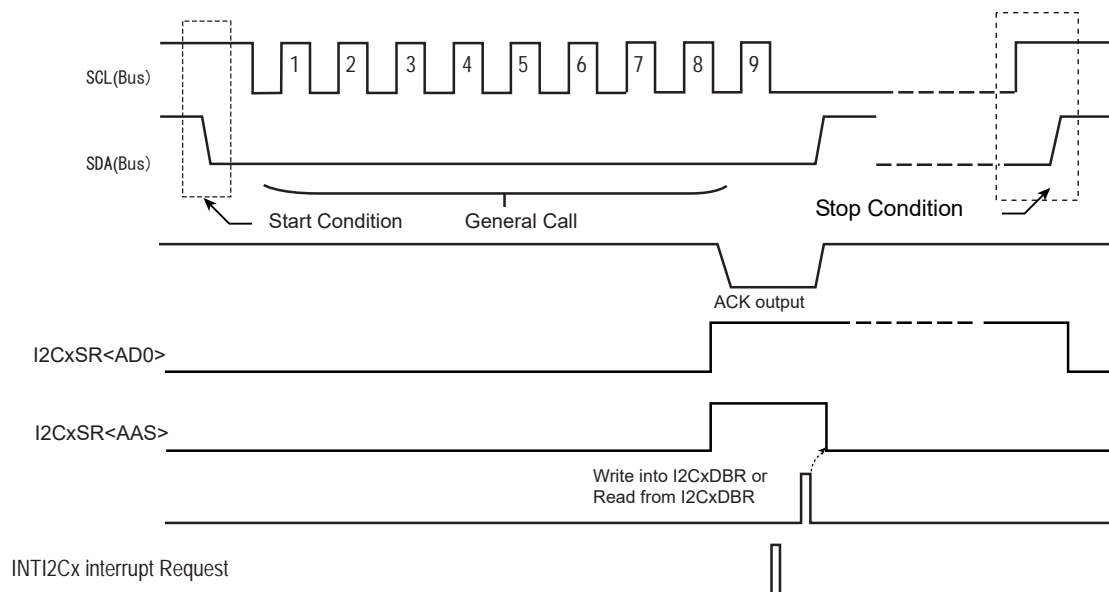 SCL(Bus)
1 2 3 4 5 6 7 8 9
SDA(Bus)
Start Condition
General Call
Stop Condition
ACK output
I2CxSR<AD0>
I2CxSR<AAS>
Write into I2CxDBR or
Read from I2CxDBR
INTI2Cx interrupt Request